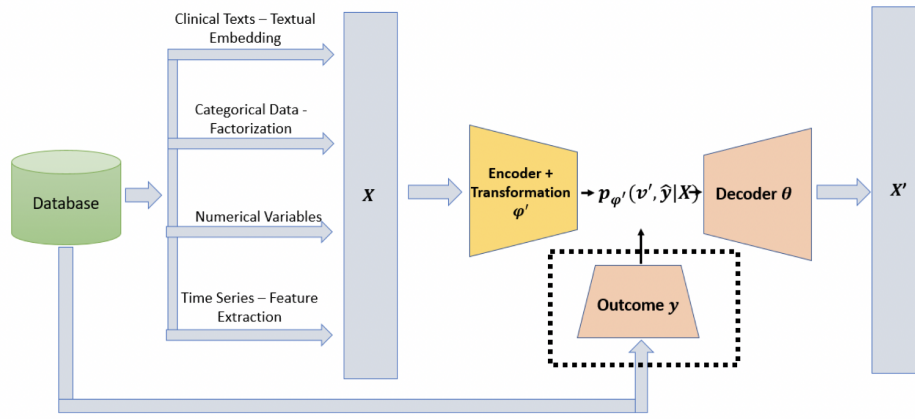 Clinical Texts – Textual
Embedding
Categorical Data -
Factorization
Database
Numerical Variables
Time Series – Feature
Extraction
X
Encoder +
Transformation
φ′
p_φ′(v′, ŷ|X)
Decoder θ
X'
Outcome y